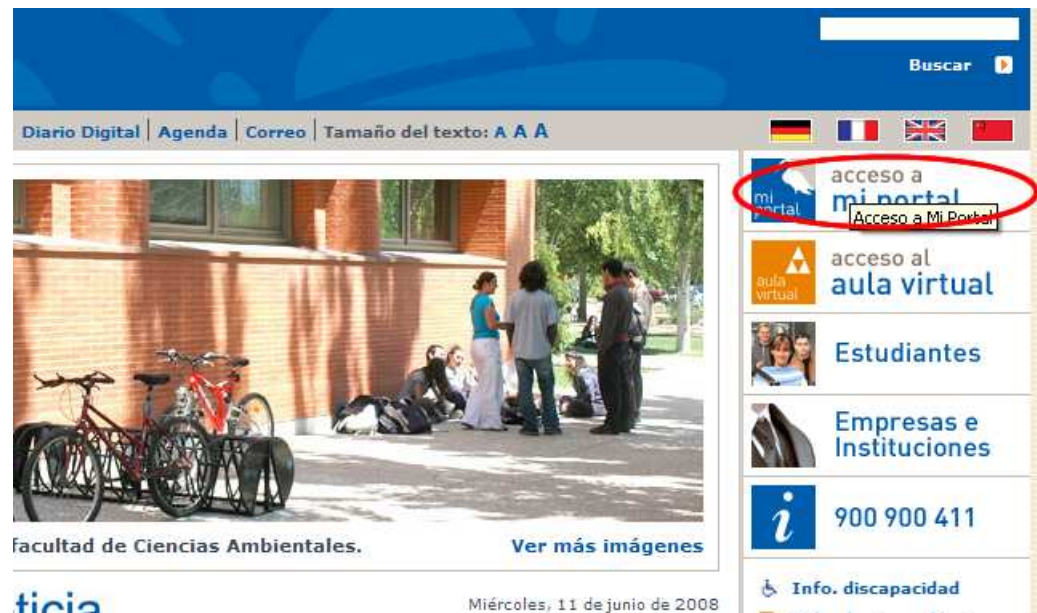 Buscar
Diario Digital | Agenda | Correo | Tamaño del texto: A A A
mi
portal
acceso a
mi portal
Acceso a Mi Portal
aula
virtual
acceso al
aula virtual
Estudiantes
Empresas e
Instituciones
i
900 900 411
facultad de Ciencias Ambientales.
Ver más imágenes
Info. discapacidad
ticia
Miércoles, 11 de junio de 2008